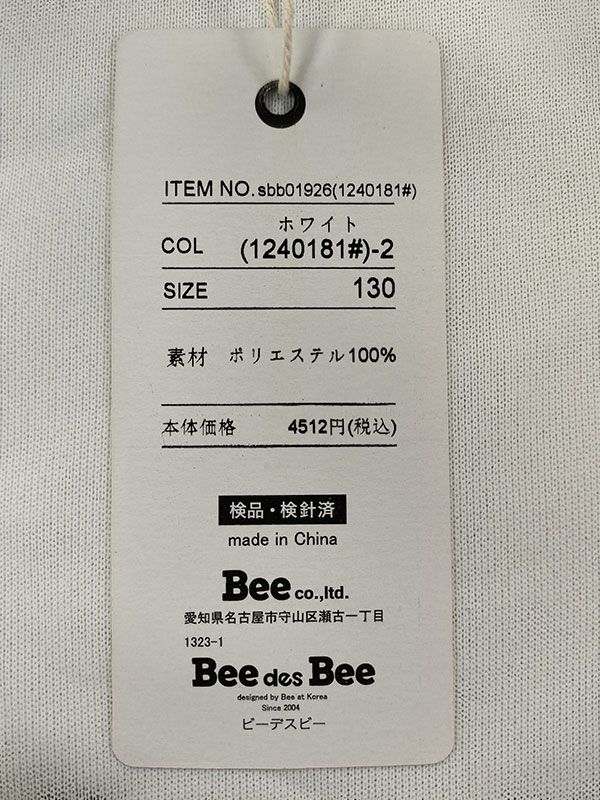 ITEM NO. sbb01926(1240181#)
ホワイト
COL (1240181#)-2
SIZE 130
素材 ポリエステル100%
本体価格 4512円(税込)
検品・検針済
made in China
Bee co.,ltd.
愛知県名古屋市守山区瀬古一丁目
1323-1
Bee des Bee
designed by Bee at Korea
Since 2004
ビーデスビー